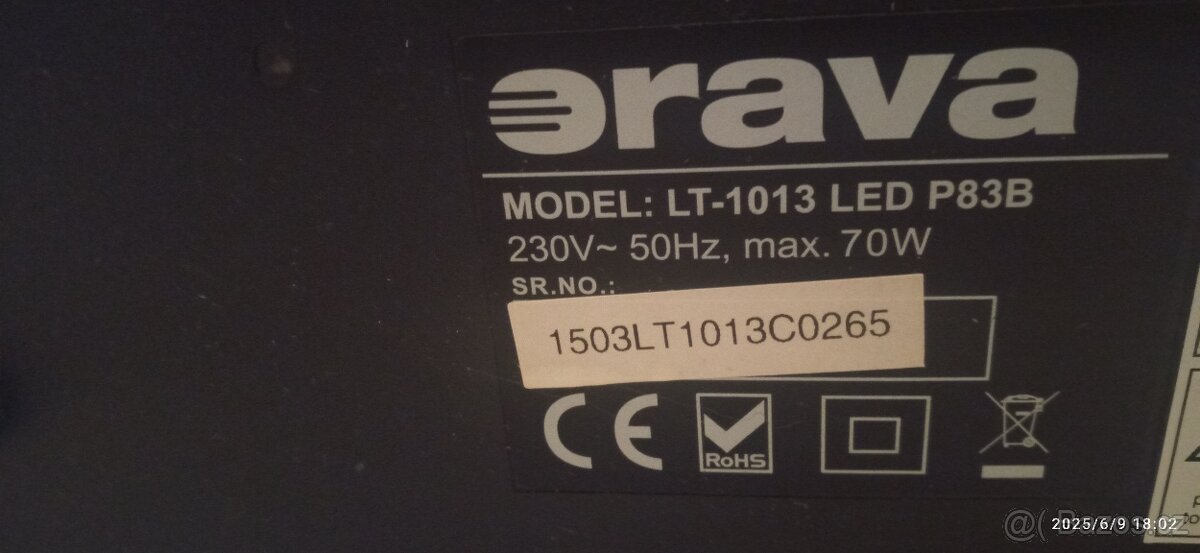 orava
MODEL: LT-1013 LED P83B
230V~ 50Hz, max. 70W
SR.NO.:
1503LT1013C0265
CE
RoHS
2025/6/9 18:02